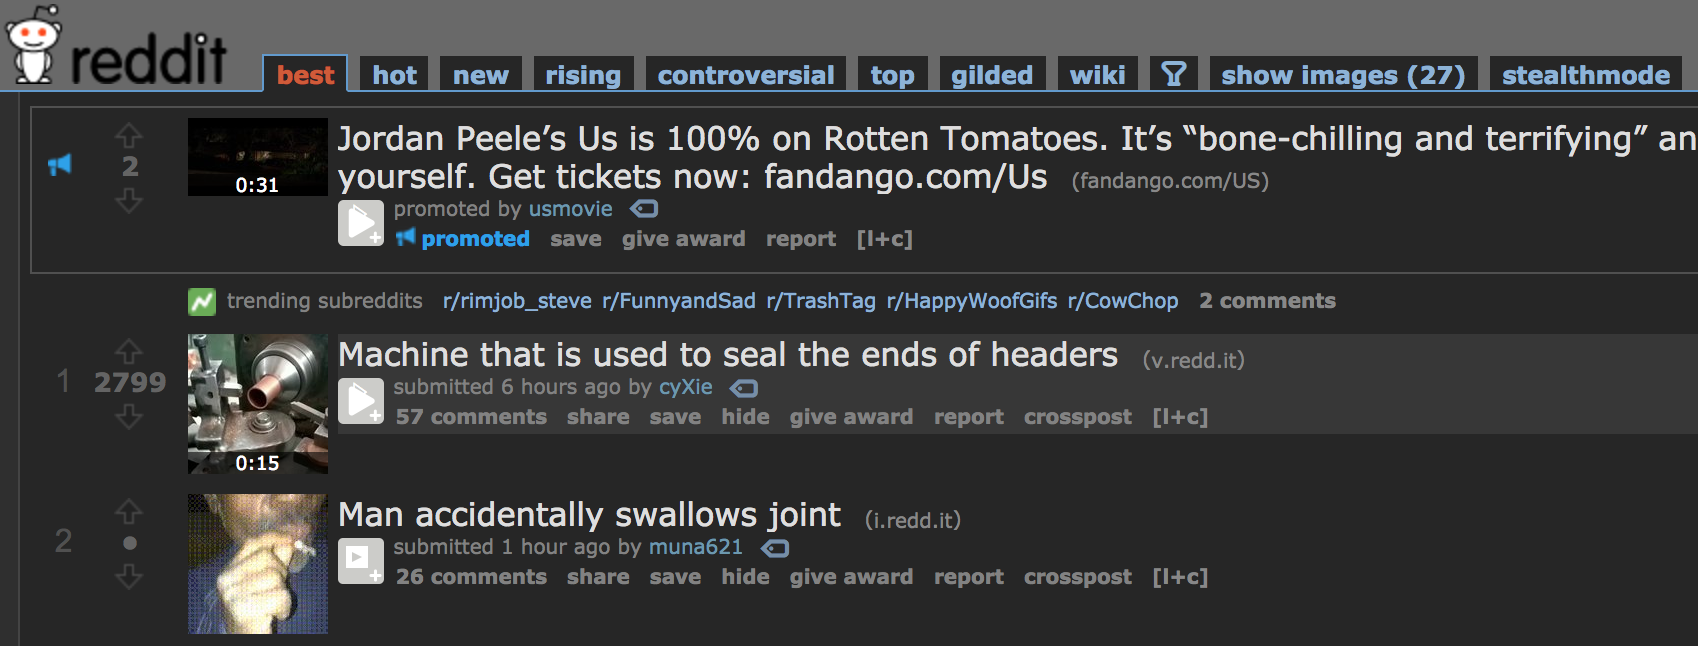 reddit
best hot new rising controversial top gilded wiki show images (27) stealthmode
2
0:31
Jordan Peele’s Us is 100% on Rotten Tomatoes. It’s “bone-chilling and terrifying” an
yourself. Get tickets now: fandango.com/Us (fandango.com/US)
promoted by usmovie
promoted save give award report [l+c]
trending subreddits r/rimjob_steve r/FunnyandSad r/TrashTag r/HappyWoofGifs r/CowChop 2 comments
1 2799
0:15
Machine that is used to seal the ends of headers (v.redd.it)
submitted 6 hours ago by cyXie
57 comments share save hide give award report crosspost [l+c]
2
Man accidentally swallows joint (i.redd.it)
submitted 1 hour ago by muna621
26 comments share save hide give award report crosspost [l+c]